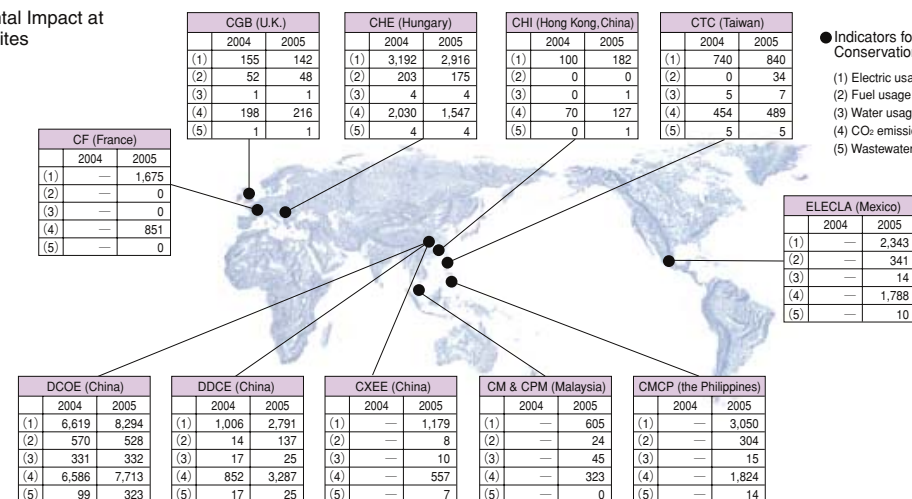 ntal Impact at
ites
CGB (U.K.)
2004 2005
(1) 155 142
(2) 52 48
(3) 1 1
(4) 198 216
(5) 1 1
CHE (Hungary)
2004 2005
(1) 3,192 2,916
(2) 203 175
(3) 4 4
(4) 2,030 1,547
(5) 4 4
CHI (Hong Kong, China)
2004 2005
(1) 100 182
(2) 0 0
(3) 0 1
(4) 70 127
(5) 0 1
CTC (Taiwan)
2004 2005
(1) 740 840
(2) 0 34
(3) 5 7
(4) 454 489
(5) 5 5
●Indicators fo
Conservation
(1) Electric usa
(2) Fuel usage
(3) Water usag
(4) CO₂ emissi
(5) Wastewater
CF (France)
2004 2005
(1) — 1,675
(2) — 0
(3) — 0
(4) — 851
(5) — 0
ELECLA (Mexico)
2004 2005
(1) — 2,343
(2) — 341
(3) — 14
(4) — 1,788
(5) — 10
DCOE (China)
2004 2005
(1) 6,619 8,294
(2) 570 528
(3) 331 332
(4) 6,586 7,713
(5) 99 323
DDCE (China)
2004 2005
(1) 1,006 2,791
(2) 14 137
(3) 17 25
(4) 852 3,287
(5) 17 25
CXEE (China)
2004 2005
(1) — 1,179
(2) — 8
(3) — 10
(4) — 557
(5) — 7
CM & CPM (Malaysia)
2004 2005
(1) — 605
(2) — 24
(3) — 45
(4) — 323
(5) — 0
CMCP (the Philippines)
2004 2005
(1) — 3,050
(2) — 304
(3) — 15
(4) — 1,824
(5) — 14